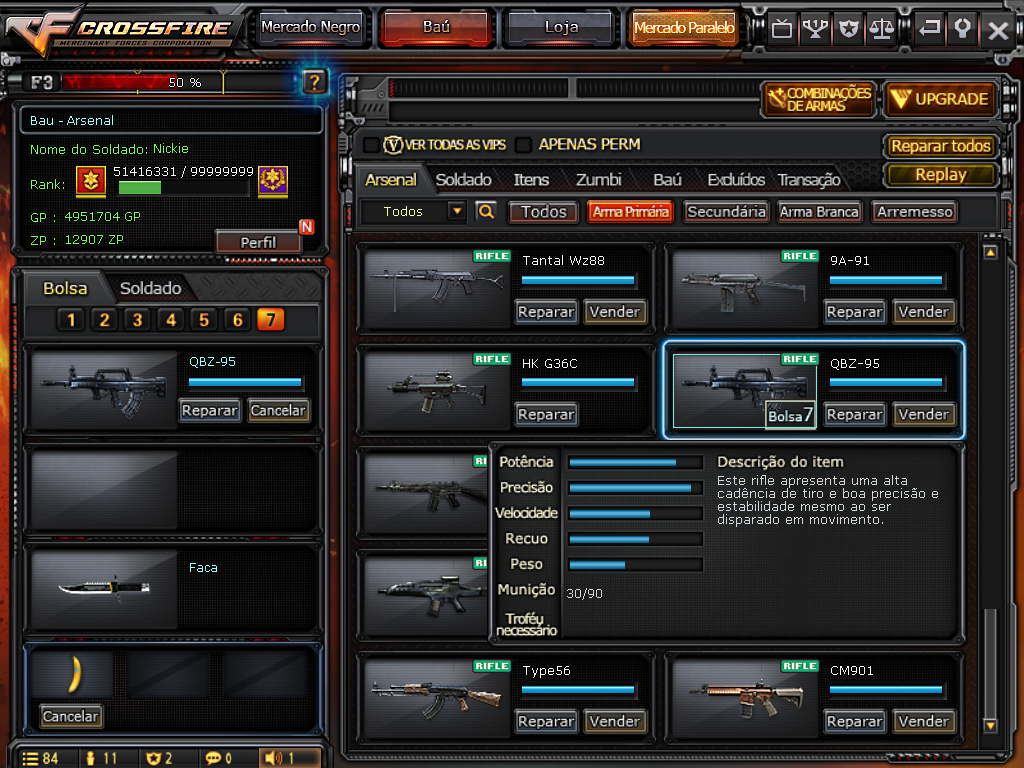 CROSSFIRE
MERCENARY FORCES CORPORATION
Mercado Negro
Baú
Loja
Mercado Paralelo
F3
50 %
?
COMBINAÇÕES
DE ARMAS
UPGRADE
Bau - Arsenal
Nome do Soldado: Nickie
Rank:
51416331 / 99999999
GP : 4951704 GP
ZP : 12907 ZP
N
Perfil
V VER TODAS AS VIPS
APENAS PERM
Reparar todos
Replay
Arsenal
Soldado
Itens
Zumbi
Baú
Excluídos
Transação
Todos
Todos
Arma Primária
Secundária
Arma Branca
Arremesso
Bolsa
Soldado
1 2 3 4 5 6 7
QBZ-95
Reparar
Cancelar
Faca
Cancelar
84
11
2
0
1
RIFLE
Tantal Wz88
Reparar
Vender
RIFLE
9A-91
Reparar
Vender
RIFLE
HK G36C
Reparar
RIFLE
QBZ-95
Bolsa7
Reparar
Vender
RI
RI
Potência
Precisão
Velocidade
Recuo
Peso
Munição
30/90
Troféu
necessário
Descrição do item
Este rifle apresenta uma alta
cadência de tiro e boa precisão e
estabilidade mesmo ao ser
disparado em movimento.
RIFLE
Type56
Reparar
Vender
RIFLE
CM901
Reparar
Vender